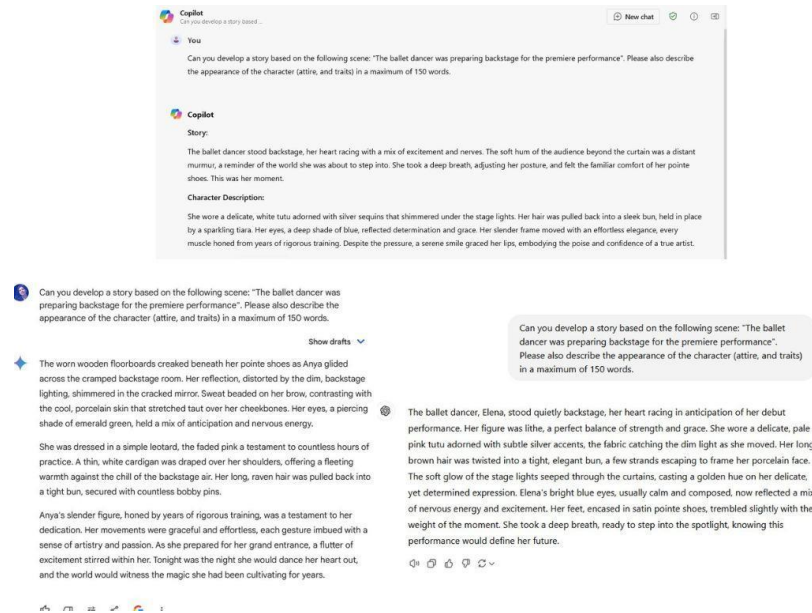 Copilot
Can you develop a story based ...
New chat
You
Can you develop a story based on the following scene: "The ballet dancer was preparing backstage for the premiere performance". Please also describe
the appearance of the character (attire, and traits) in a maximum of 150 words.
Copilot
Story:
The ballet dancer stood backstage, her heart racing with a mix of excitement and nerves. The soft hum of the audience beyond the curtain was a distant
murmur, a reminder of the world she was about to step into. She took a deep breath, adjusting her posture, and felt the familiar comfort of her pointe
shoes. This was her moment.
Character Description:
She wore a delicate, white tutu adorned with silver sequins that shimmered under the stage lights. Her hair was pulled back into a sleek bun, held in place
by a sparkling tiara. Her eyes, a deep shade of blue, reflected determination and grace. Her slender frame moved with an effortless elegance, every
muscle honed from years of rigorous training. Despite the pressure, a serene smile graced her lips, embodying the poise and confidence of a true artist.
Can you develop a story based on the following scene: "The ballet dancer was
preparing backstage for the premiere performance". Please also describe the
appearance of the character (attire, and traits) in a maximum of 150 words.
Show drafts
The worn wooden floorboards creaked beneath her pointe shoes as Anya glided
across the cramped backstage room. Her reflection, distorted by the dim, backstage
lighting, shimmered in the cracked mirror. Sweat beaded on her brow, contrasting with
the cool, porcelain skin that stretched taut over her cheekbones. Her eyes, a piercing
shade of emerald green, held a mix of anticipation and nervous energy.
She was dressed in a simple leotard, the faded pink a testament to countless hours of
practice. A thin, white cardigan was draped over her shoulders, offering a fleeting
warmth against the chill of the backstage air. Her long, raven hair was pulled back into
a tight bun, secured with countless bobby pins.
Anya's slender figure, honed by years of rigorous training, was a testament to her
dedication. Her movements were graceful and effortless, each gesture imbued with a
sense of artistry and passion. As she prepared for her grand entrance, a flutter of
excitement stirred within her. Tonight was the night she would dance her heart out,
and the world would witness the magic she had been cultivating for years.
Can you develop a story based on the following scene: "The ballet
dancer was preparing backstage for the premiere performance".
Please also describe the appearance of the character (attire, and traits)
in a maximum of 150 words.
The ballet dancer, Elena, stood quietly backstage, her heart racing in anticipation of her debut
performance. Her figure was lithe, a perfect balance of strength and grace. She wore a delicate, pale
pink tutu adorned with subtle silver accents, the fabric catching the dim light as she moved. Her long
brown hair was twisted into a tight, elegant bun, a few strands escaping to frame her porcelain face.
The soft glow of the stage lights seeped through the curtains, casting a golden hue on her delicate,
yet determined expression. Elena's bright blue eyes, usually calm and composed, now reflected a mix
of nervous energy and excitement. Her feet, encased in satin pointe shoes, trembled slightly with the
weight of the moment. She took a deep breath, ready to step into the spotlight, knowing this
performance would define her future.